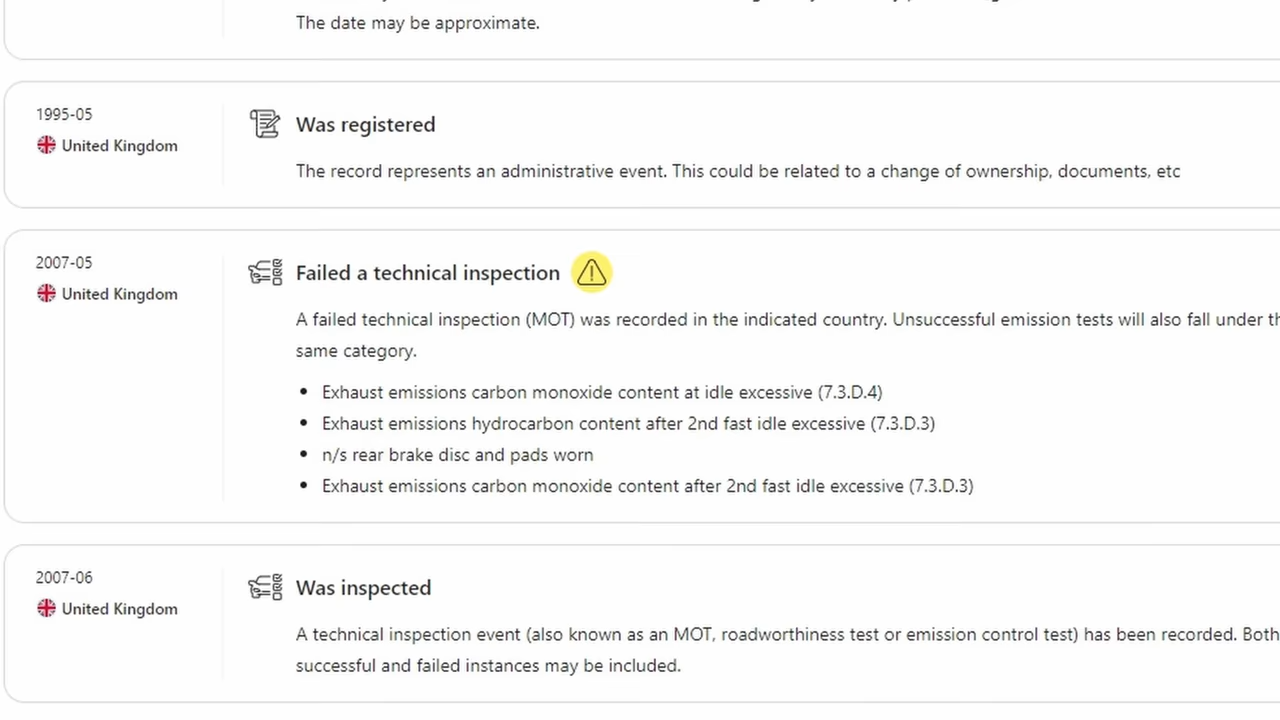 The date may be approximate.
1995-05
United Kingdom
Was registered
The record represents an administrative event. This could be related to a change of ownership, documents, etc
2007-05
United Kingdom
Failed a technical inspection
A failed technical inspection (MOT) was recorded in the indicated country. Unsuccessful emission tests will also fall under
same category.
• Exhaust emissions carbon monoxide content at idle excessive (7.3.D.4)
• Exhaust emissions hydrocarbon content after 2nd fast idle excessive (7.3.D.3)
• n/s rear brake disc and pads worn
• Exhaust emissions carbon monoxide content after 2nd fast idle excessive (7.3.D.3)
2007-06
United Kingdom
Was inspected
A technical inspection event (also known as an MOT, roadworthiness test or emission control test) has been recorded. Both
successful and failed instances may be included.